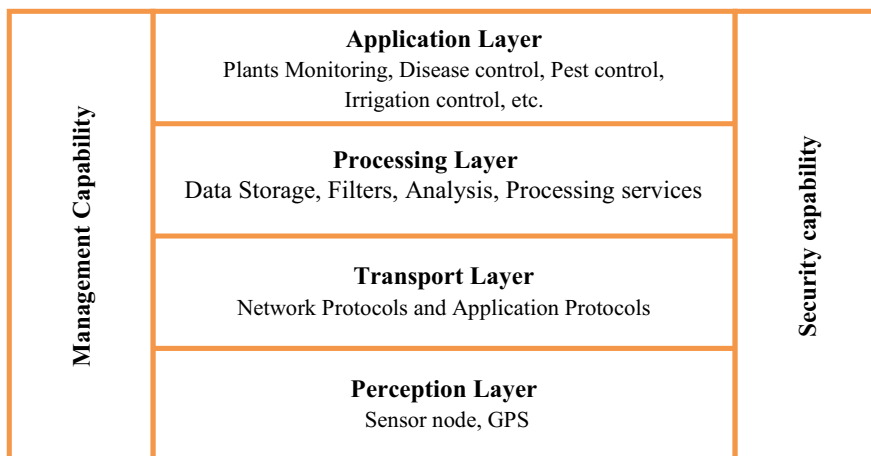 Management Capability
Application Layer
Plants Monitoring, Disease control, Pest control,
Irrigation control, etc.
Processing Layer
Data Storage, Filters, Analysis, Processing services
Transport Layer
Network Protocols and Application Protocols
Perception Layer
Sensor node, GPS
Security capability